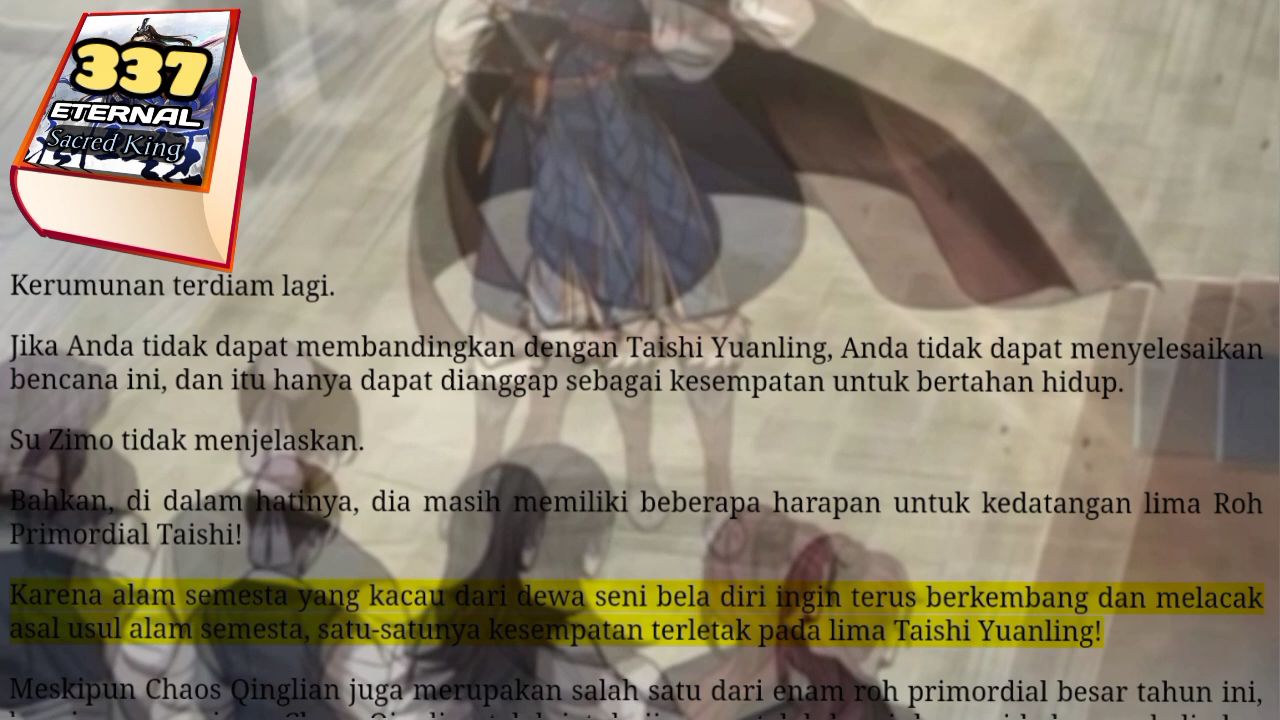 337
ETERNAL
Sacred King
Kerumunan terdiam lagi.
Jika Anda tidak dapat membandingkan dengan Taishi Yuanling, Anda tidak dapat menyelesaikan
bencana ini, dan itu hanya dapat dianggap sebagai kesempatan untuk bertahan hidup.
Su Zimo tidak menjelaskan.
Bahkan, di dalam hatinya, dia masih memiliki beberapa harapan untuk kedatangan lima Roh
Primordial Taishi!
Karena alam semesta yang kacau dari dewa seni bela diri ingin terus berkembang dan melacak
asal usul alam semesta, satu-satunya kesempatan terletak pada lima Taishi Yuanling!
Meskipun Chaos Qinglian juga merupakan salah satu dari enam roh primordial besar tahun ini,